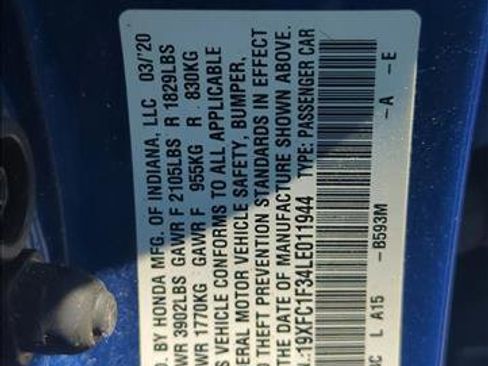 D. BY HONDA MFG. OF INDIANA, LLC 03/'20
WR 3902LBS GAWR F 2105LBS R 1829LBS
WR 1770KG GAWR F 955KG R . 830KG
S VEHICLE CONFORMS TO ALL APPLICABLE
ERAL MOTOR VEHICLE SAFETY, BUMPER,
THEFT PREVENTION STANDARDS IN EFFECT
DATE OF MANUFACTURE SHOWN ABOVE.
N.:19XFC1F34LE011944 TYPE: PASSENGER CAR
C L A15 -B593M -A -E